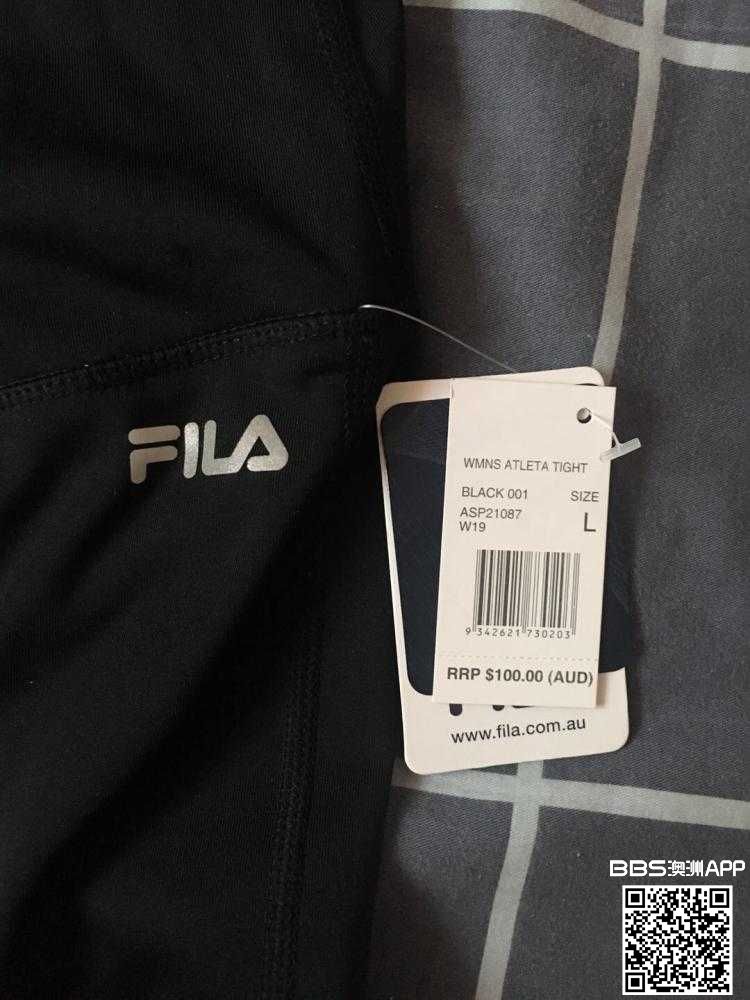 FILA
WMNS ATLETA TIGHT
BLACK 001 SIZE
ASP21087 L
W19
9 342621 730203
RRP $100.00 (AUD)
www.fila.com.au
BBS澳洲APP